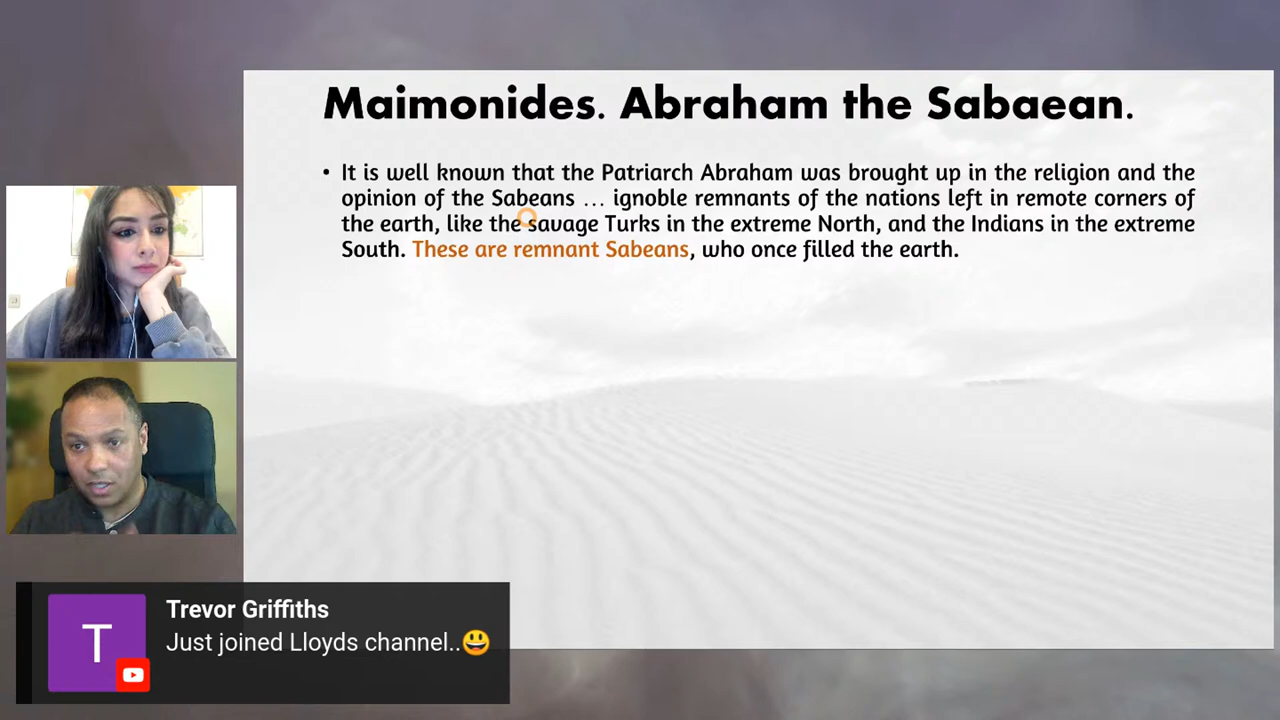 Maimonides. Abraham the Sabaean.
• It is well known that the Patriarch Abraham was brought up in the religion and the
opinion of the Sabeans ... ignoble remnants of the nations left in remote corners of
the earth, like the savage Turks in the extreme North, and the Indians in the extreme
South. These are remnant Sabeans, who once filled the earth.
T
Trevor Griffiths
Just joined Lloyds channel..😃